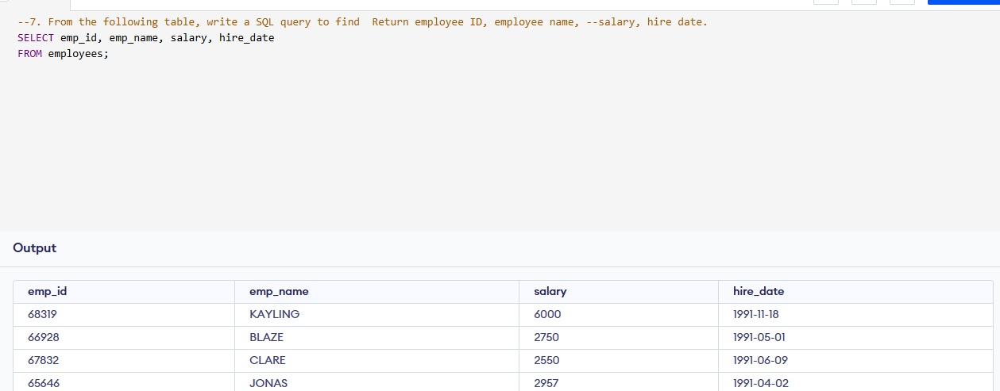 --7. From the following table, write a SQL query to find  Return employee ID, employee name, --salary, hire date.
SELECT emp_id, emp_name, salary, hire_date
FROM employees;
Output
emp_id emp_name salary hire_date
68319 KAYLING 6000 1991-11-18
66928 BLAZE 2750 1991-05-01
67832 CLARE 2550 1991-06-09
65646 JONAS 2957 1991-04-02